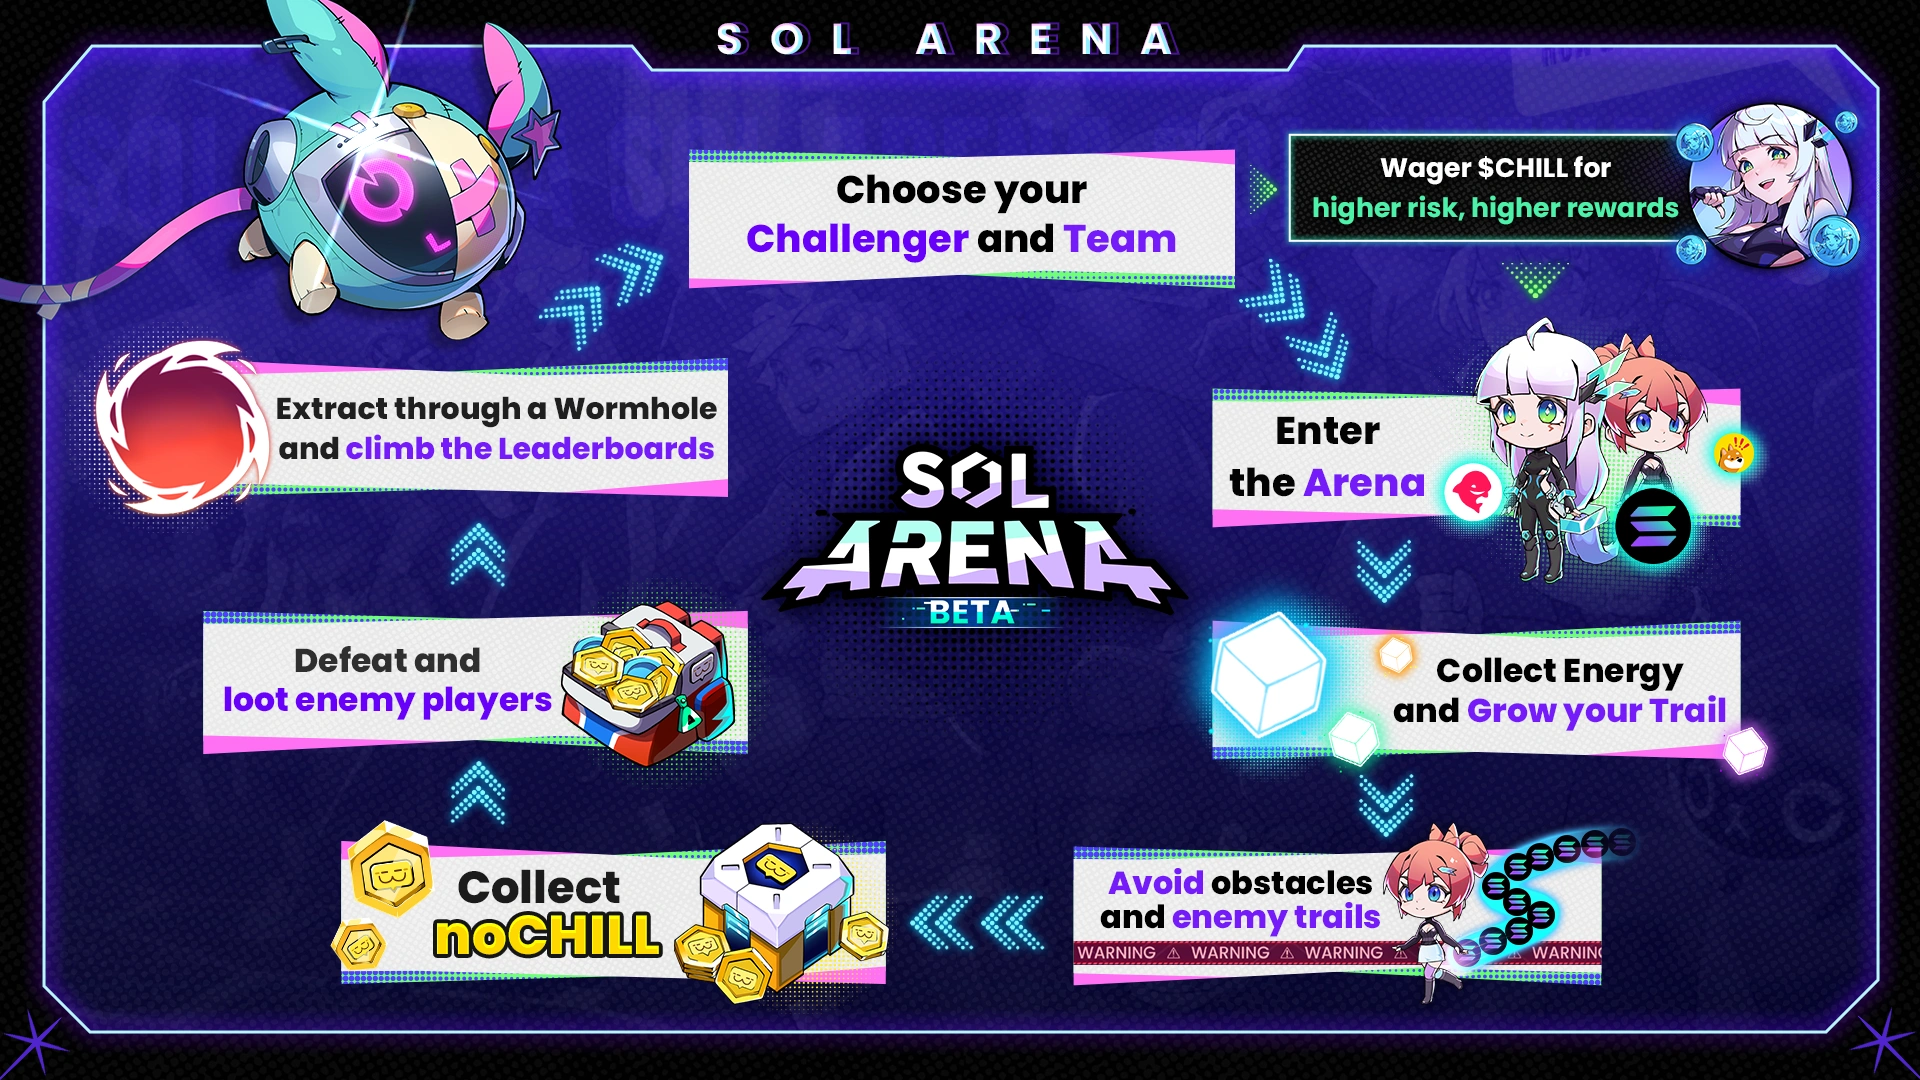 SOL ARENA
Choose your
Challenger and Team
Wager $CHILL for
higher risk, higher rewards
Enter
the Arena
Collect Energy
and Grow your Trail
Avoid obstacles
and enemy trails
WARNING ⚠ WARNING ⚠ WARNING ⚠ ⚠ WARNING
Collect
noCHILL
Defeat and
loot enemy players
Extract through a Wormhole
and climb the Leaderboards
SOL
ARENA
BETA